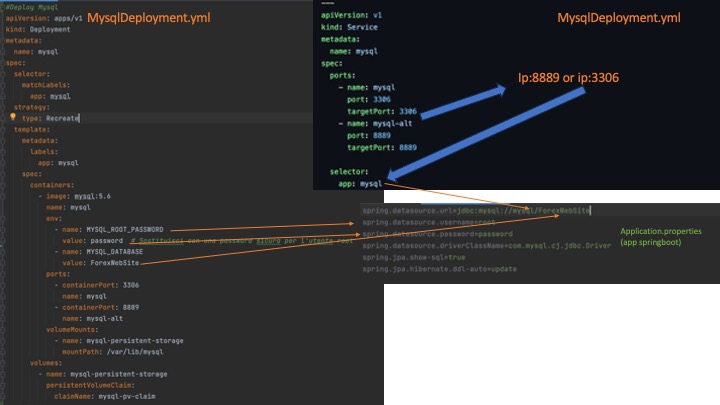 #Deploy Mysql
apiVersion: apps/v1
kind: Deployment
metadata:
name: mysql
spec:
selector:
matchLabels:
app: mysql
strategy:
type: Recreate
template:
metadata:
labels:
app: mysql
spec:
containers:
- image: mysql:5.6
name: mysql
env:
- name: MYSQL_ROOT_PASSWORD
value: password # Sostituisci con una password sicura per l'utente root
- name: MYSQL_DATABASE
value: ForexWebSite
ports:
- containerPort: 3306
name: mysql
- containerPort: 8889
name: mysql-alt
volumeMounts:
- name: mysql-persistent-storage
mountPath: /var/lib/mysql
volumes:
- name: mysql-persistent-storage
persistentVolumeClaim:
claimName: mysql-pv-claim
MysqlDeployment.yml
---
apiVersion: v1
kind: Service
metadata:
name: mysql
spec:
ports:
- name: mysql
port: 3306
targetPort: 3306
- name: mysql-alt
port: 8889
targetPort: 8889
selector:
app: mysql
MysqlDeployment.yml
Ip:8889 or ip:3306
spring.datasource.url=jdbc:mysql://mysql/ForexWebSite
spring.datasource.username=root
spring.datasource.password=password
spring.datasource.driverClassName=com.mysql.cj.jdbc.Driver
spring.jpa.show-sql=true
spring.jpa.hibernate.ddl-auto=update
Application.properties
(app springboot)